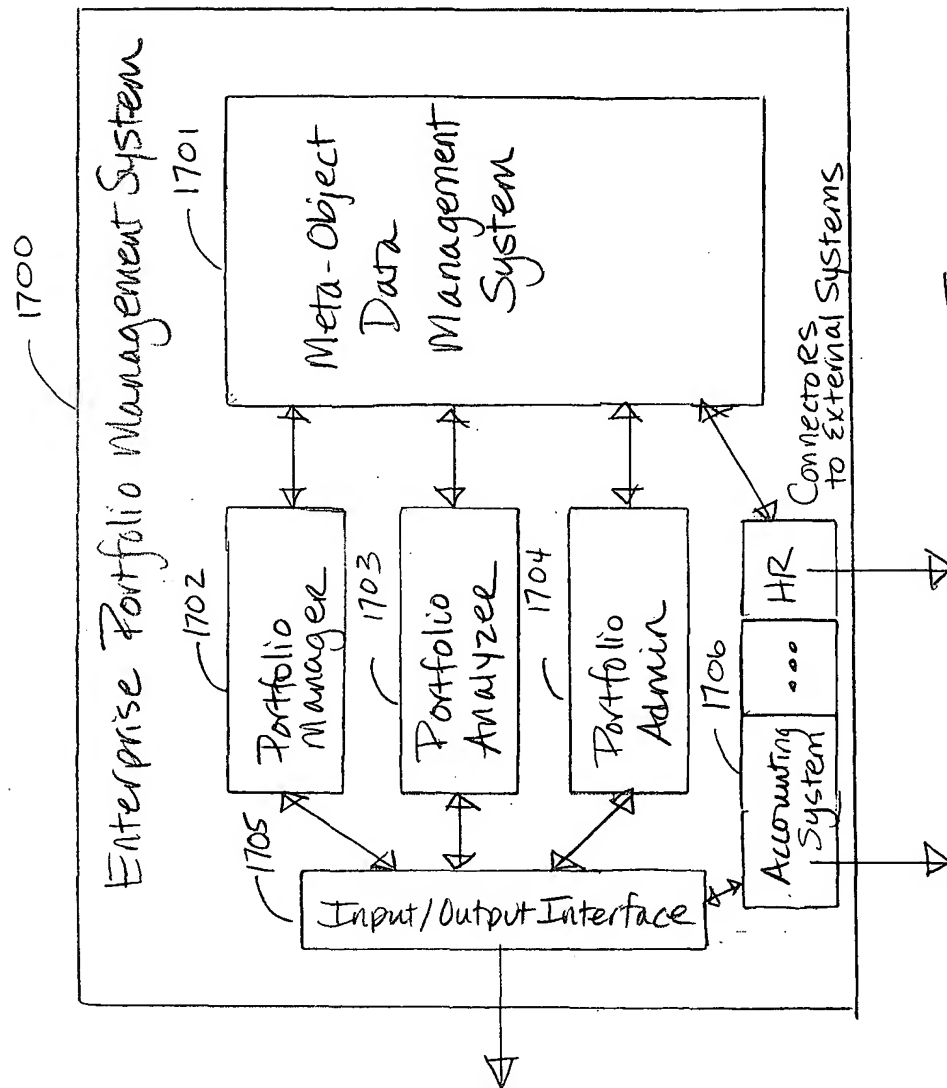 1700
Enterprise Portfolio Management System
1701
Meta-Object
Data
Management
System
1702
Portfolio
Manager
1703
Portfolio
Analyzer
1704
Portfolio
Admin
1705
Input/Output Interface
1706
Accounting
System
...
HR
Connectors
to External Systems